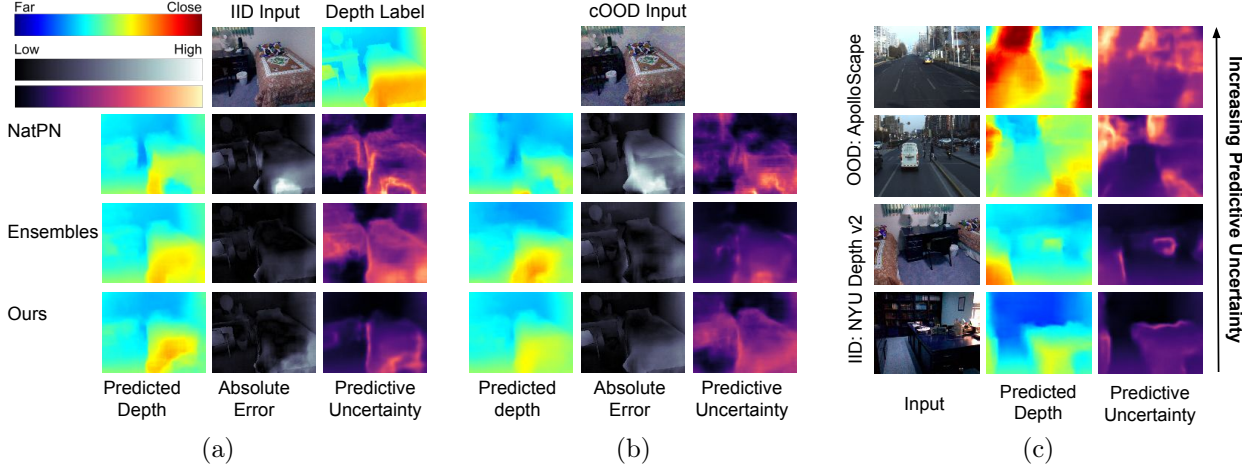 Far Close
Low High
IID Input Depth Label
NatPN
Ensembles
Ours
Predicted Depth
Absolute Error
Predictive Uncertainty
(a)
cOOD Input
Predicted depth
Absolute Error
Predictive Uncertainty
(b)
OOD: ApolloScape
IID: NYU Depth v2
Input
Predicted Depth
Predictive Uncertainty
Increasing Predictive Uncertainty
(c)